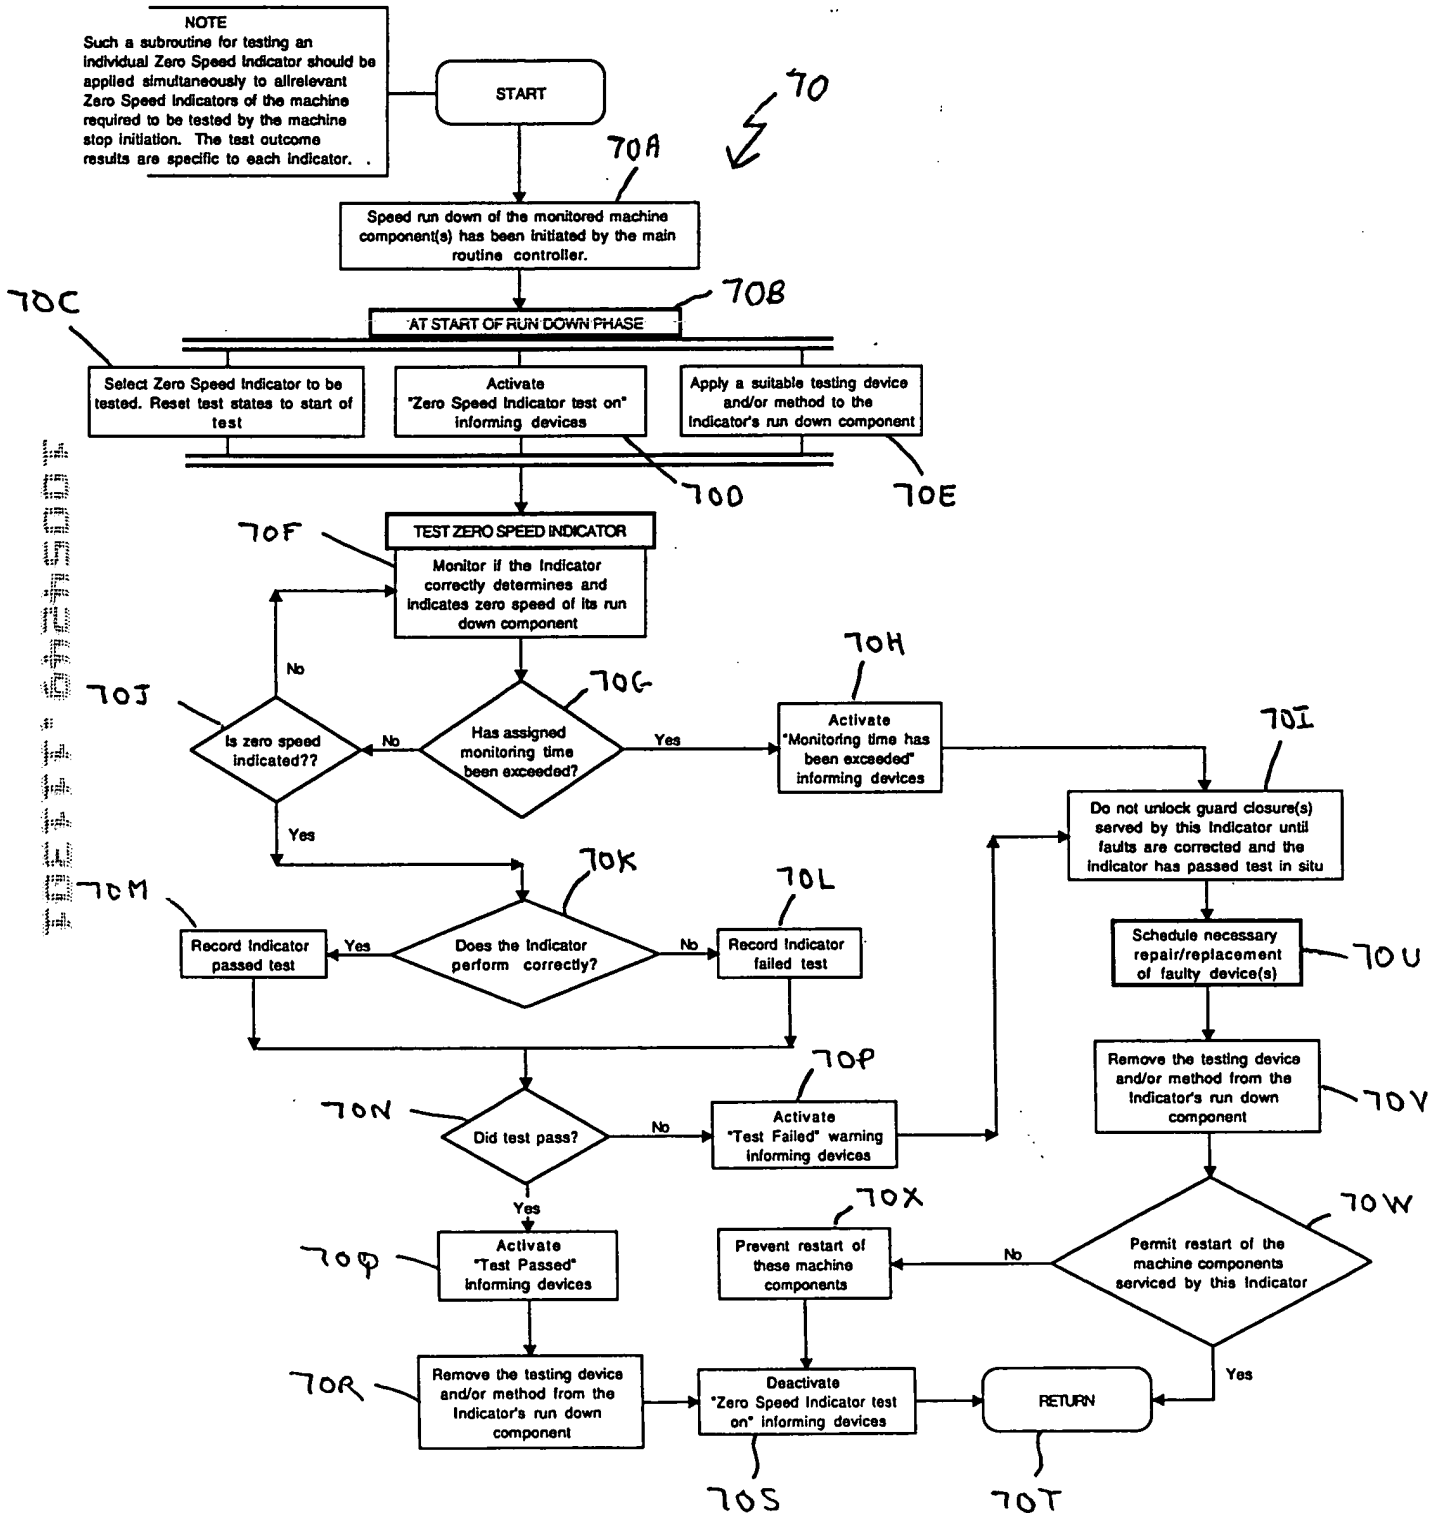 NOTE
Such a subroutine for testing an
individual Zero Speed Indicator should be
applied simultaneously to allrelevant
Zero Speed Indicators of the machine
required to be tested by the machine
stop initiation. The test outcome
results are specific to each indicator. .
START
70
70A
Speed run down of the monitored machine
component(s) has been initiated by the main
routine controller.
70C
70B
AT START OF RUN DOWN PHASE
Select Zero Speed Indicator to be
tested. Reset test states to start of
test
Activate
"Zero Speed Indicator test on"
informing devices
Apply a suitable testing device
and/or method to the
Indicator's run down component
70D
70E
70F
TEST ZERO SPEED INDICATOR
Monitor if the Indicator
correctly determines and
indicates zero speed of its run
down component
No
70J
70G
70H
70I
Is zero speed
indicated??
No
Has assigned
monitoring time
been exceeded?
Yes
Activate
"Monitoring time has
been exceeded"
informing devices
Yes
Do not unlock guard closure(s)
served by this Indicator until
faults are corrected and the
indicator has passed test in situ
70M
70K
70L
Record Indicator
passed test
Yes
Does the Indicator
perform correctly?
No
Record Indicator
failed test
Schedule necessary
repair/replacement
of faulty device(s)
70U
70N
Did test pass?
No
70P
Activate
"Test Failed" warning
informing devices
Remove the testing device
and/or method from the
Indicator's run down
component
70V
Yes
70Q
Activate
"Test Passed"
informing devices
70X
Prevent restart of
these machine
components
No
Permit restart of the
machine components
serviced by this Indicator
70W
Yes
70R
Remove the testing device
and/or method from the
Indicator's run down
component
Deactivate
"Zero Speed Indicator test
on" informing devices
RETURN
70S
70T